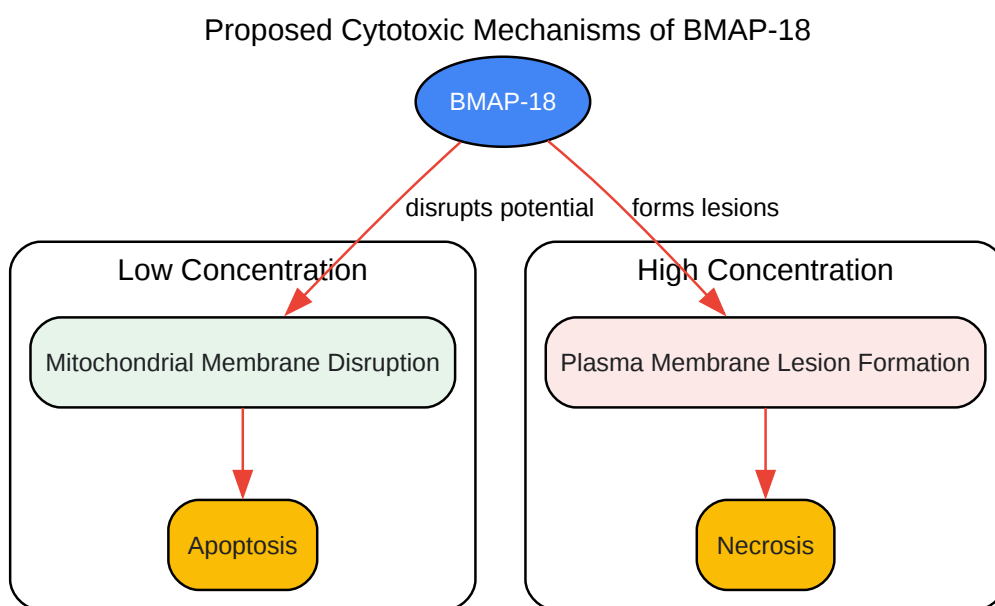 Proposed Cytotoxic Mechanisms of BMAP-18
BMAP-18
disrupts potential
forms lesions
Low Concentration
High Concentration
Mitochondrial Membrane Disruption
Plasma Membrane Lesion Formation
Apoptosis
Necrosis